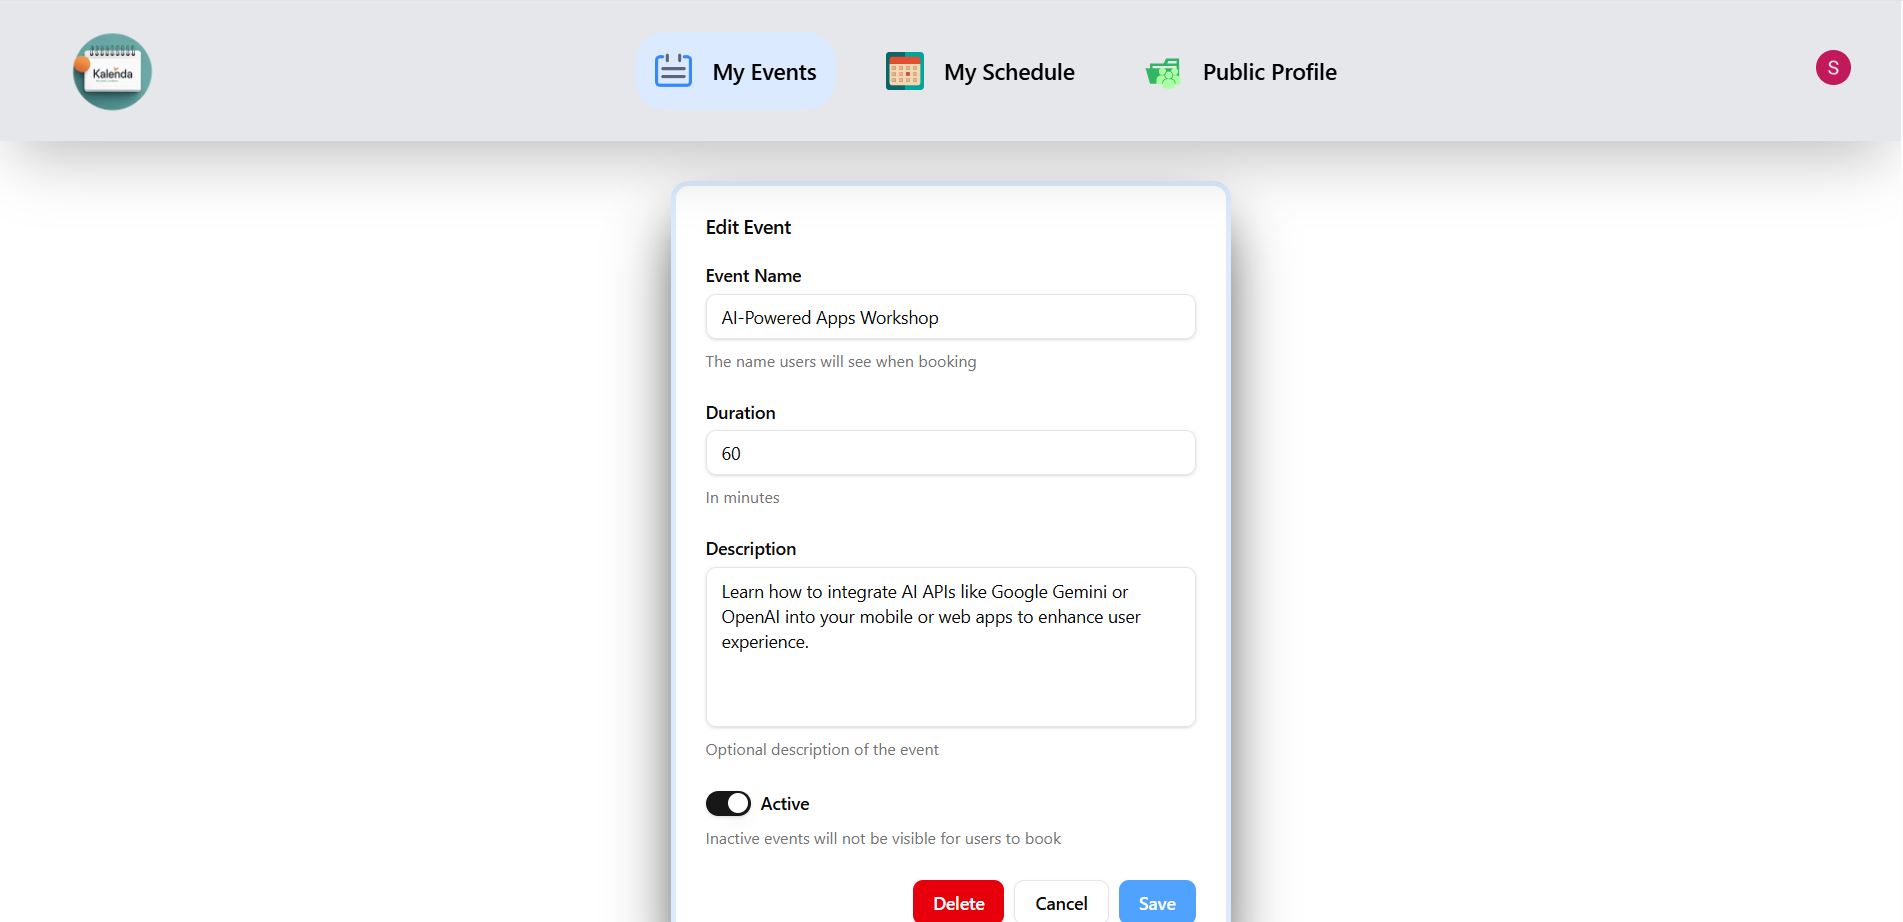 Kalenda
My Events
My Schedule
Public Profile
S
Edit Event
Event Name
AI-Powered Apps Workshop
The name users will see when booking
Duration
60
In minutes
Description
Learn how to integrate AI APIs like Google Gemini or
OpenAI into your mobile or web apps to enhance user
experience.
Optional description of the event
Active
Inactive events will not be visible for users to book
Delete
Cancel
Save